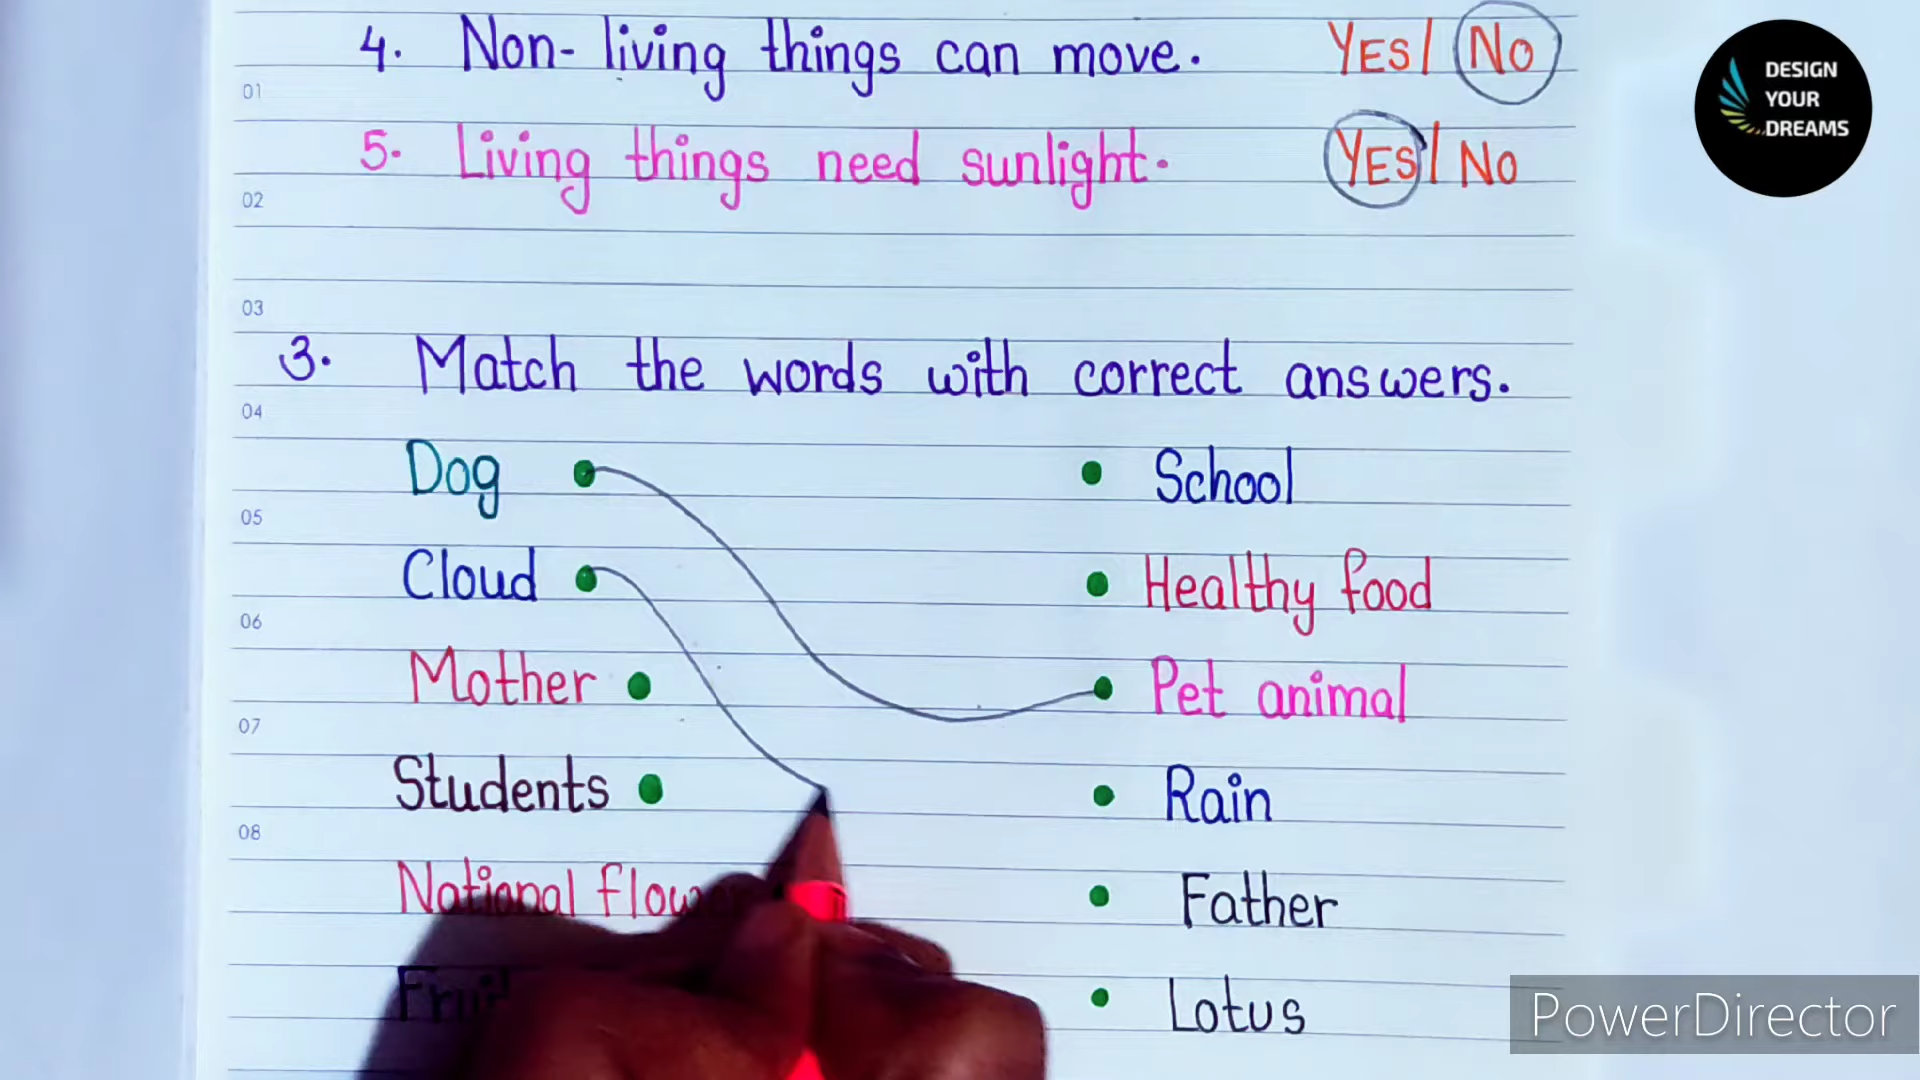 4. Non-living things can move. YES / NO
01
5. Living things need sunlight. YES / NO
02
03
3. Match the words with correct answers.
04
Dog • • School
05
Cloud • • Healthy food
06
Mother • • Pet animal
07
Students • • Rain
08
National flower • Father
• Lotus
DESIGN
YOUR
DREAMS
PowerDirector